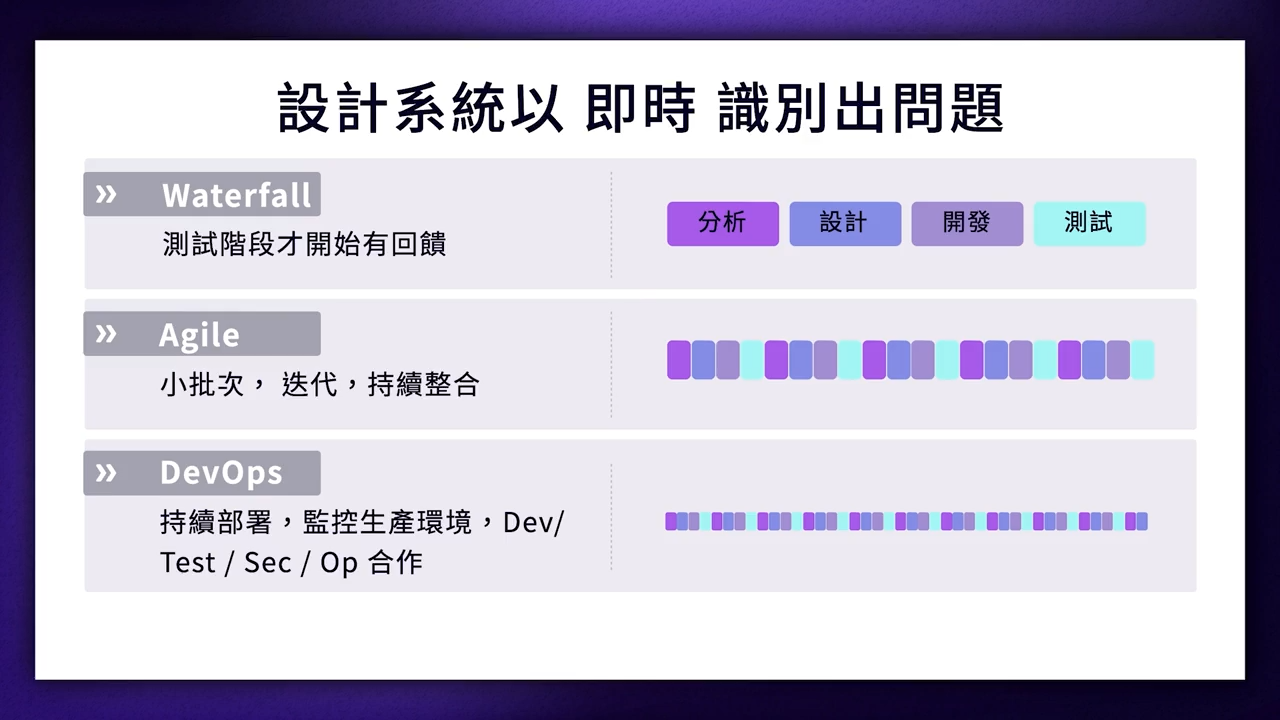 設計系統以 即時 識別出問題
» Waterfall
測試階段才開始有回饋
分析 設計 開發 測試
» Agile
小批次， 迭代，持續整合
» DevOps
持續部署，監控生產環境，Dev/
Test / Sec / Op 合作